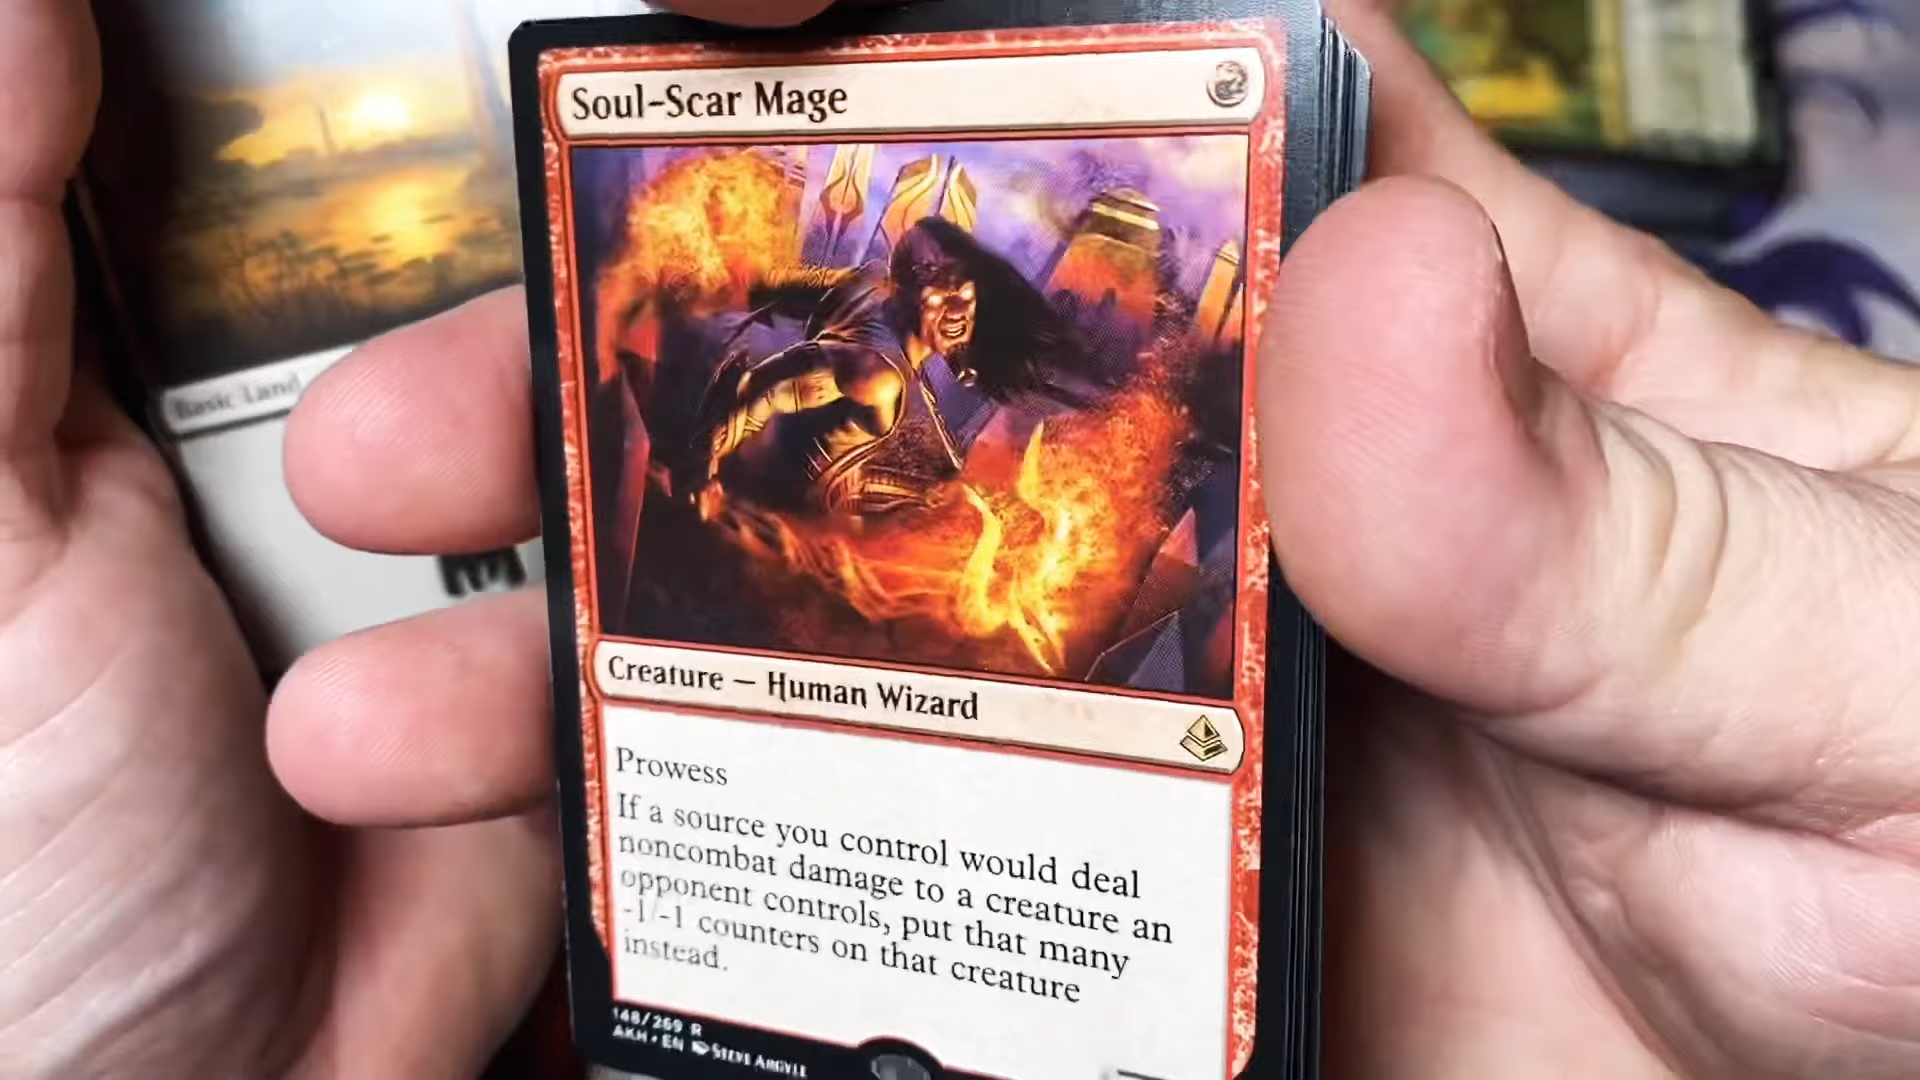 Soul-Scar Mage
Basic Land
Creature — Human Wizard
Prowess
If a source you control would deal
noncombat damage to a creature an
opponent controls, put that many
-1/-1 counters on that creature
instead.
148/269 R
AKH • EN Steve Argyle